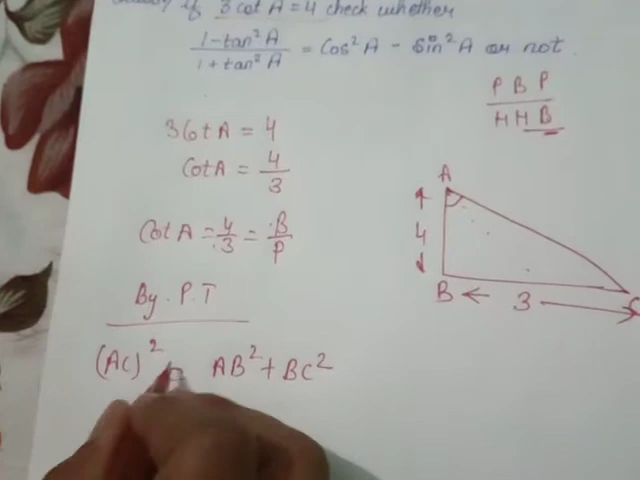 if 3 cot A = 4 check whether
1 - tan² A / 1 + tan² A = Cos² A - Sin² A or not.
P B P
H H B
3 Cot A = 4
Cot A = 4/3
Cot A = 4/3 = B/P
A
4
B 3 C
By. P.T
(AC)² AB² + BC²